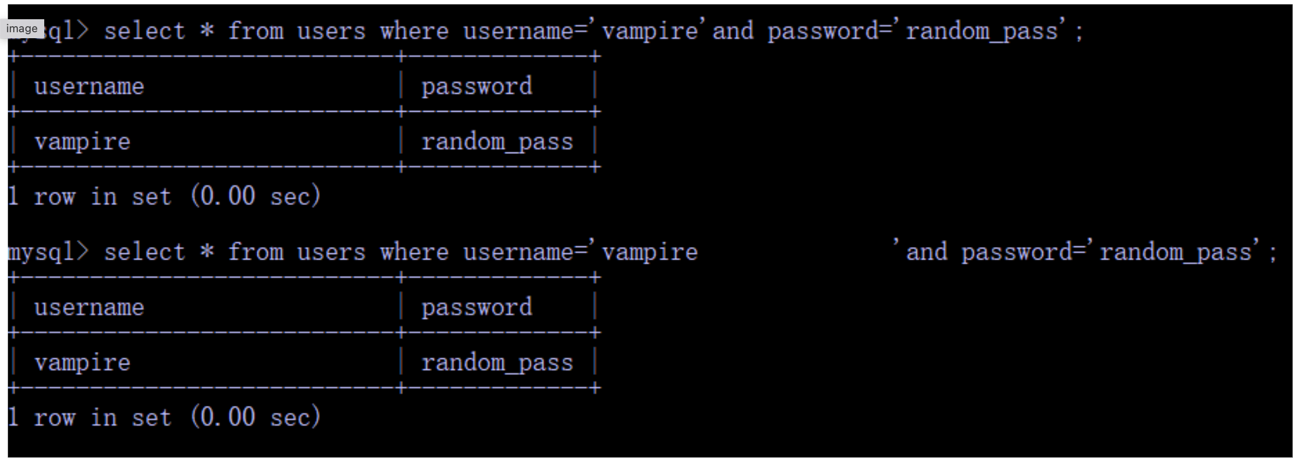 image
mysql> select * from users where username='vampire'and password='random_pass';
+----------------------------+-------------+
| username                   | password    |
+----------------------------+-------------+
| vampire                    | random_pass |
+----------------------------+-------------+
1 row in set (0.00 sec)
mysql> select * from users where username='vampire              'and password='random_pass';
+----------------------------+-------------+
| username                   | password    |
+----------------------------+-------------+
| vampire                    | random_pass |
+----------------------------+-------------+
1 row in set (0.00 sec)